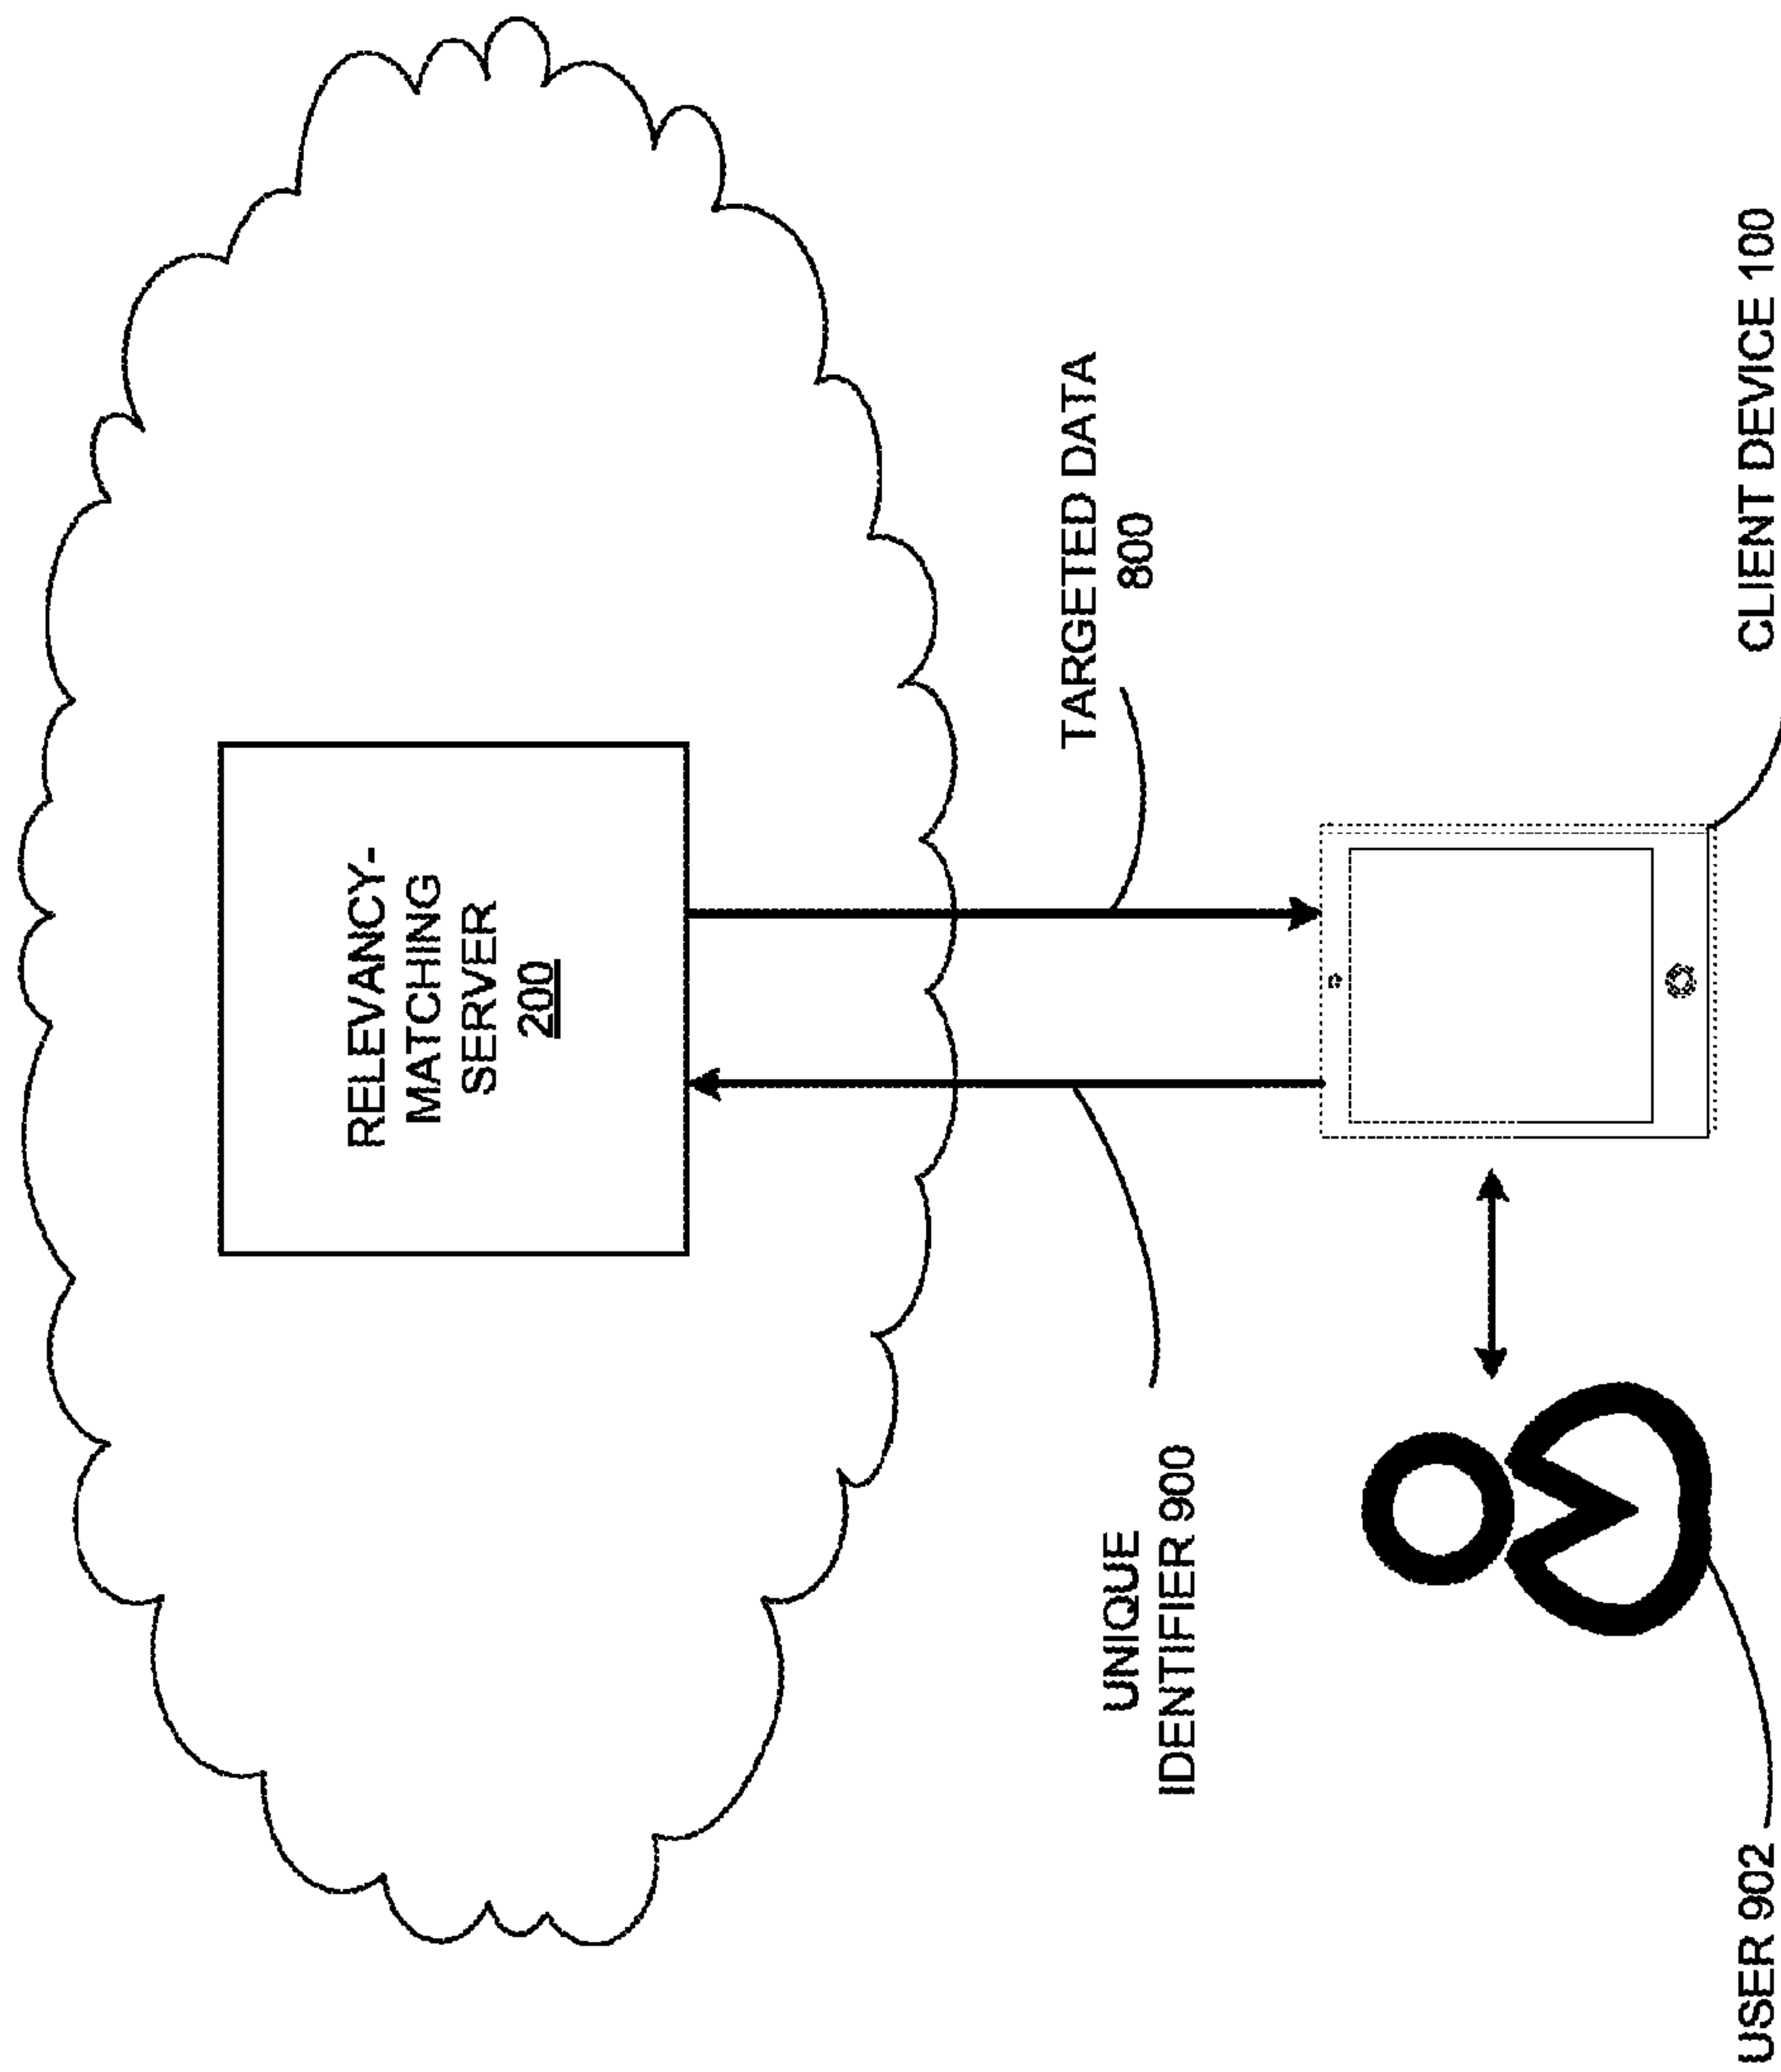 RELEVANCY-
MATCHING
SERVER
200
UNIQUE
IDENTIFIER 900
TARGETED DATA
800
USER 902
CLIENT DEVICE 100